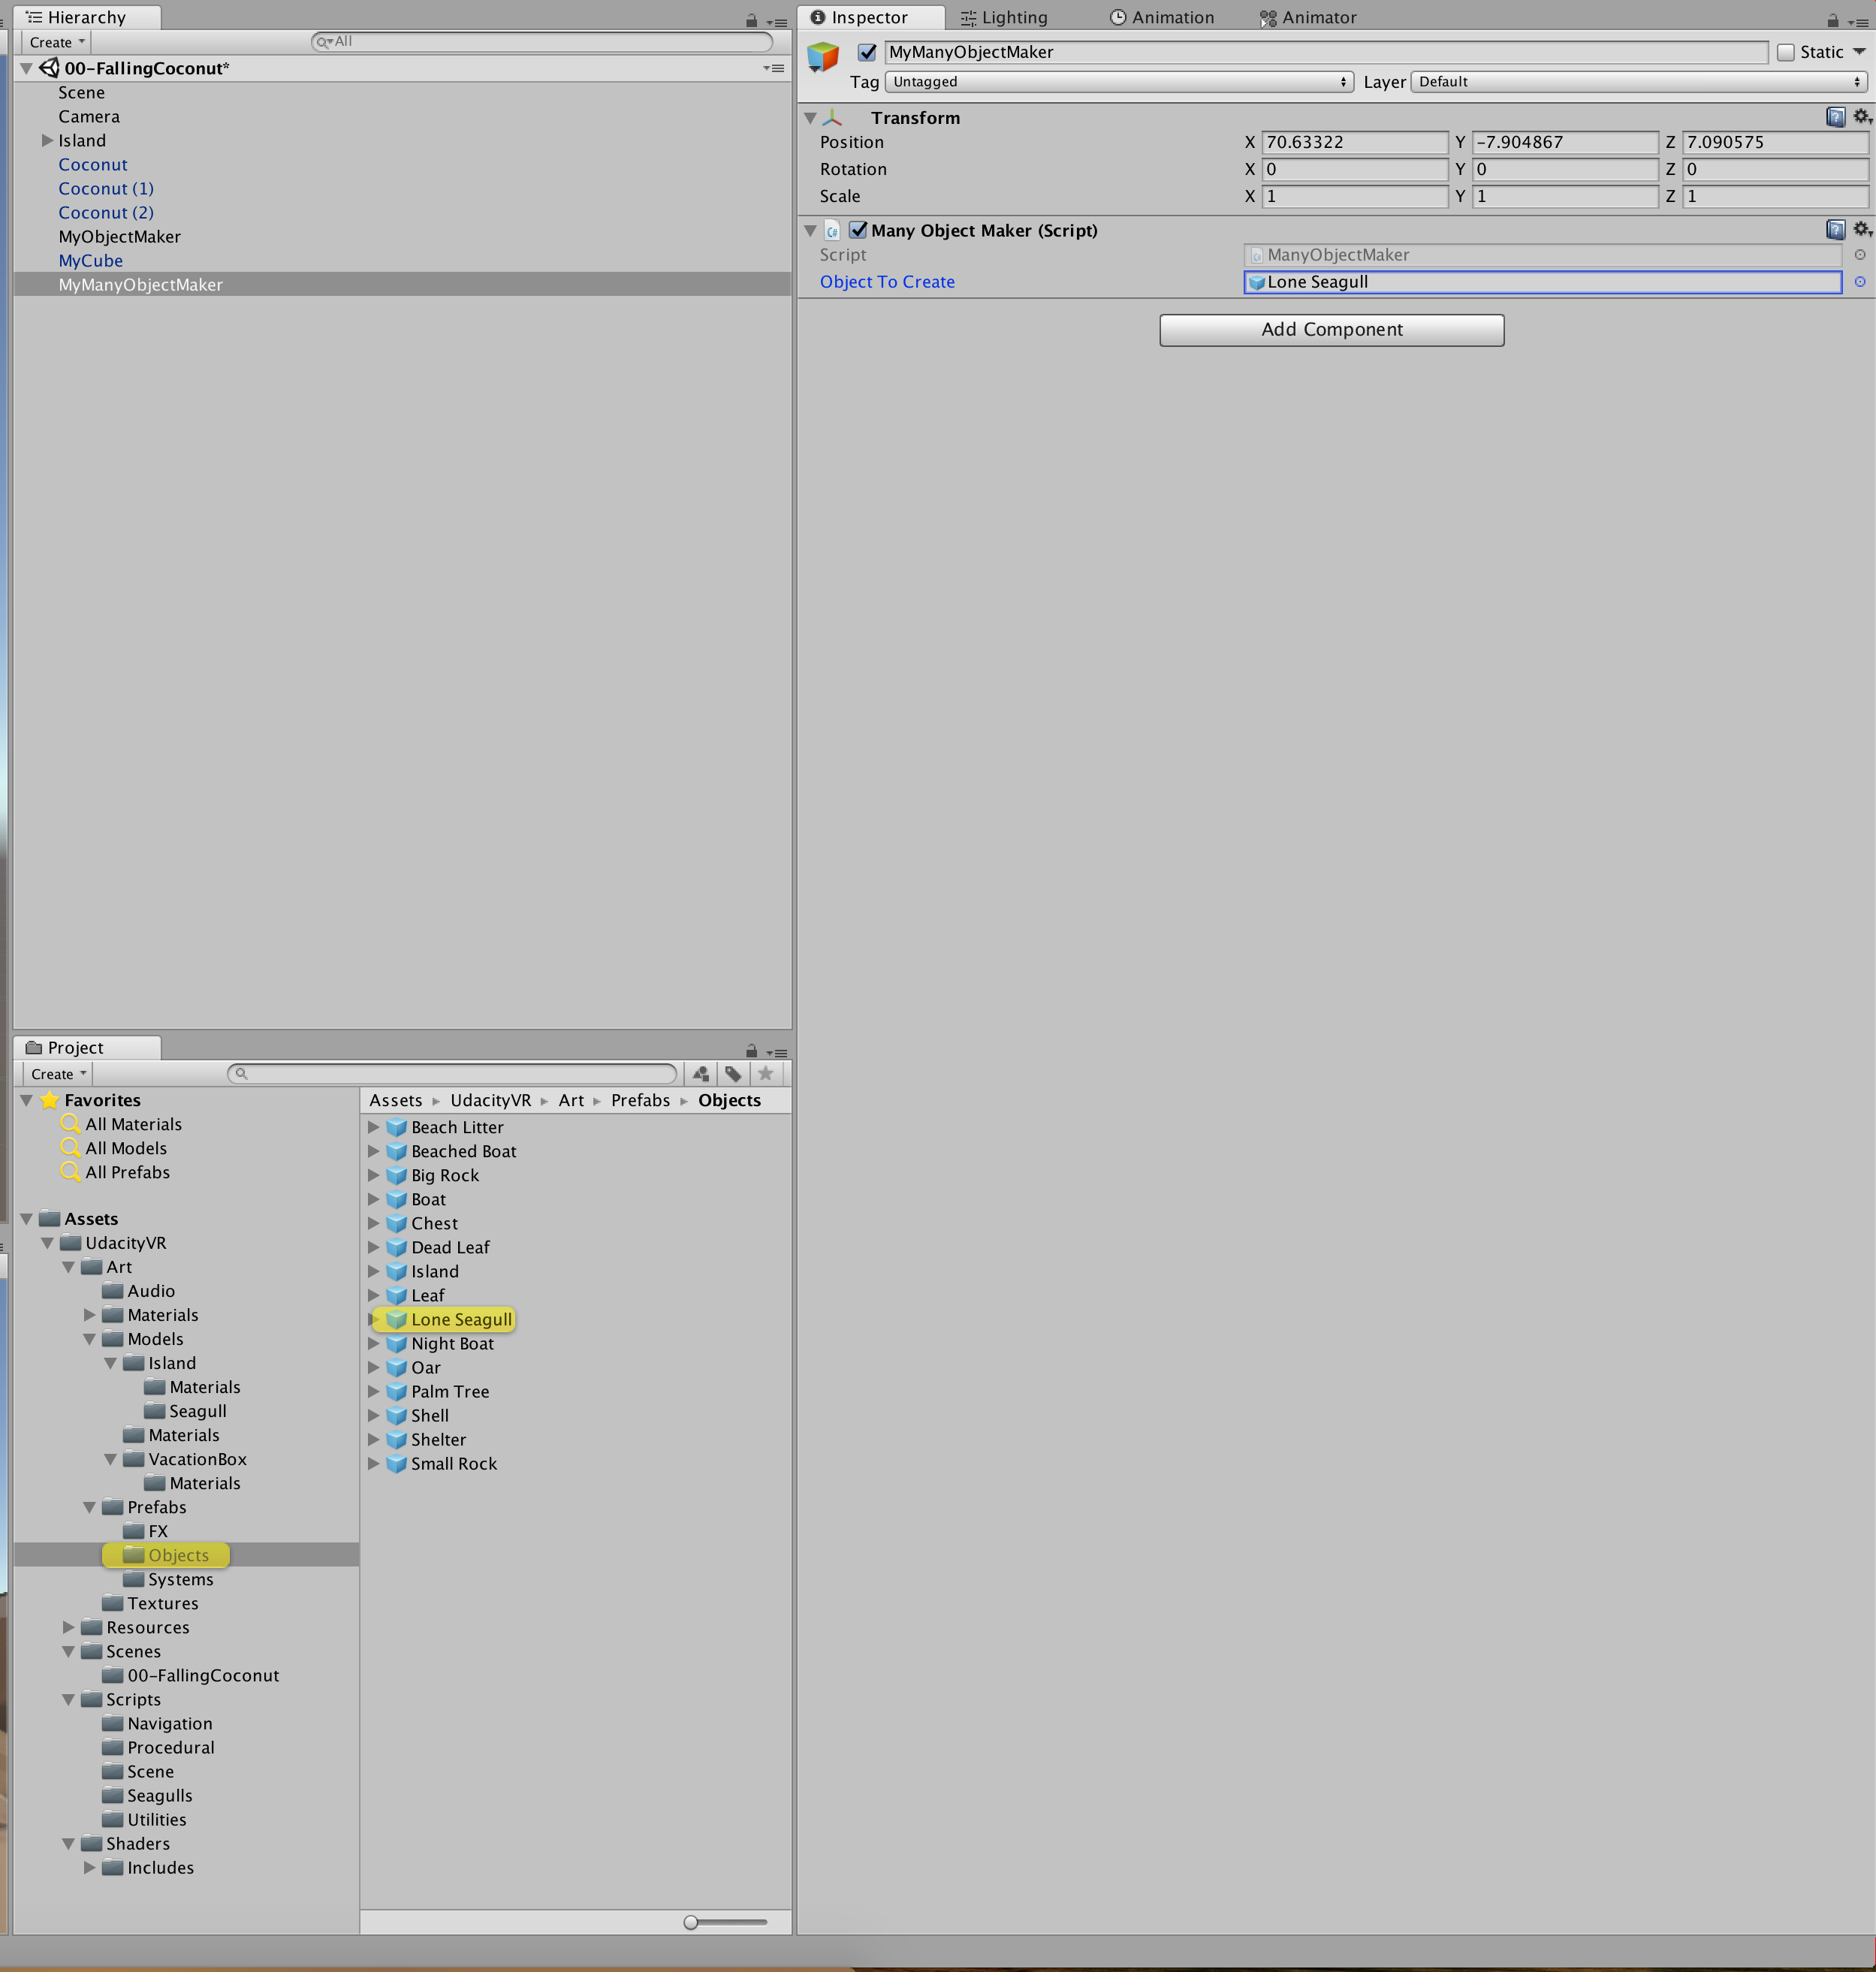 Hierarchy
Create
All
00-FallingCoconut*
Scene
Camera
Island
Coconut
Coconut (1)
Coconut (2)
MyObjectMaker
MyCube
MyManyObjectMaker
Inspector Lighting Animation Animator
MyManyObjectMaker Static
Tag Untagged Layer Default
Transform
Position X 70.63322 Y -7.904867 Z 7.090575
Rotation X 0 Y 0 Z 0
Scale X 1 Y 1 Z 1
C# Many Object Maker (Script)
Script ManyObjectMaker
Object To Create Lone Seagull
Add Component
Project
Create
Favorites
All Materials
All Models
All Prefabs
Assets
UdacityVR
Art
Audio
Materials
Models
Island
Materials
Seagull
Materials
VacationBox
Materials
Prefabs
FX
Objects
Systems
Textures
Resources
Scenes
00-FallingCoconut
Scripts
Navigation
Procedural
Scene
Seagulls
Utilities
Shaders
Includes
Assets UdacityVR Art Prefabs Objects
Beach Litter
Beached Boat
Big Rock
Boat
Chest
Dead Leaf
Island
Leaf
Lone Seagull
Night Boat
Oar
Palm Tree
Shell
Shelter
Small Rock